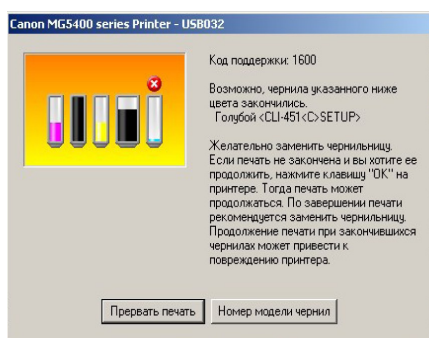 Canon MG5400 series Printer - USB032
Код поддержки: 1600
Возможно, чернила указанного ниже
цвета закончились.
Голубой <CLI-451<C>SETUP>
Желательно заменить чернильницу.
Если печать не закончена и вы хотите ее
продолжить, нажмите клавишу "OK" на
принтере. Тогда печать может
продолжаться. По завершении печати
рекомендуется заменить чернильницу.
Продолжение печати при закончившихся
чернилах может привести к
повреждению принтера.
Прервать печать
Номер модели чернил